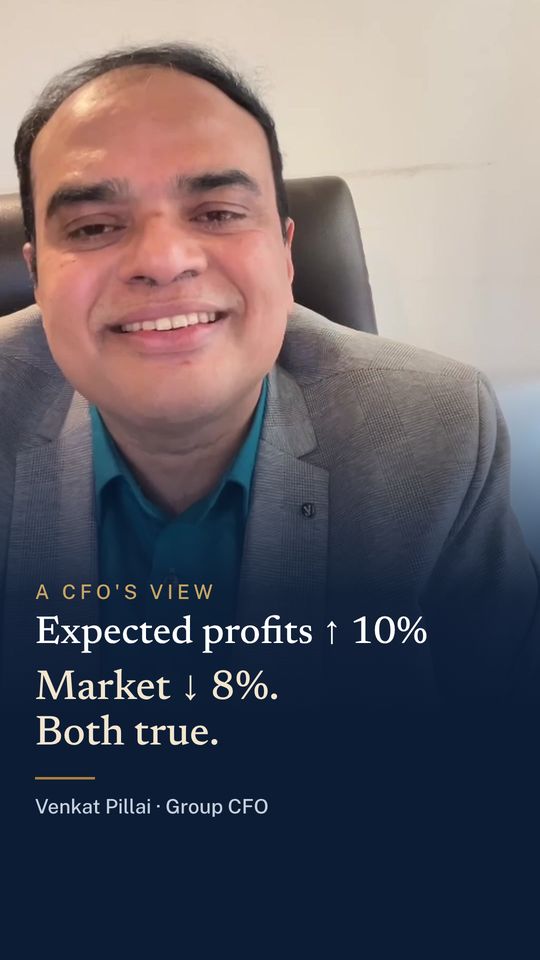 A CFO'S VIEW
Expected profits ↑ 10%
Market ↓ 8%.
Both true.
Venkat Pillai · Group CFO